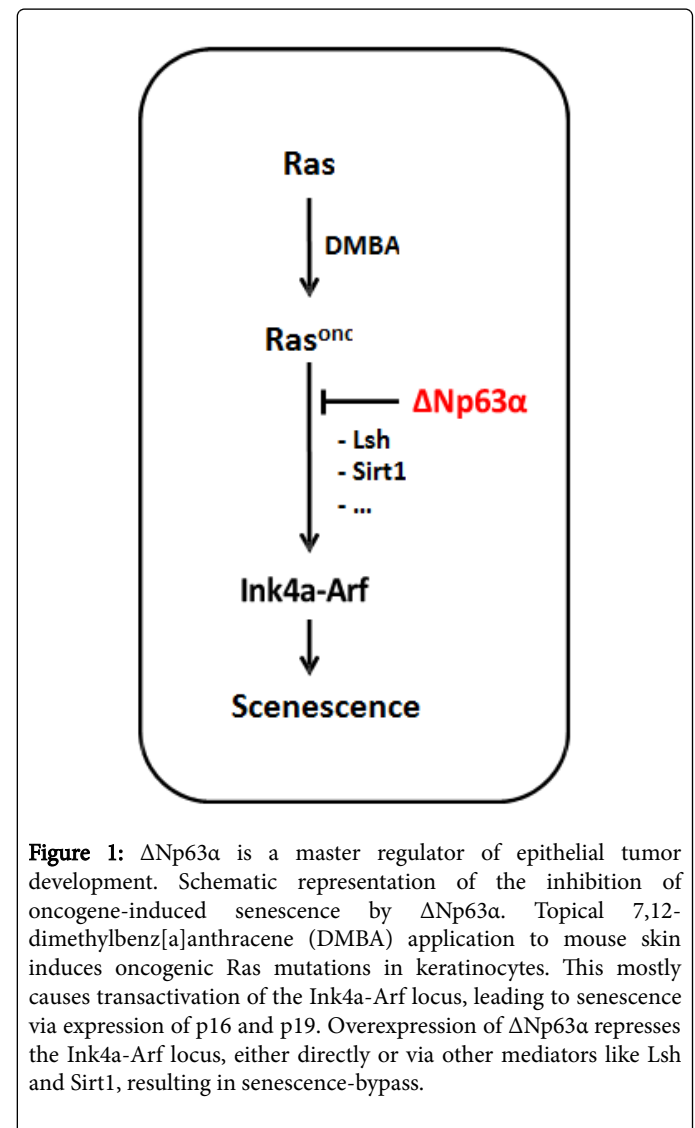 Ras
DMBA
Rasᵒⁿᶜ
ΔNp63α
- Lsh
- Sirt1
- ...
Ink4a-Arf
Scenescence
Figure 1: ΔNp63α is a master regulator of epithelial tumor
development. Schematic representation of the inhibition of
oncogene-induced senescence by ΔNp63α. Topical 7,12-
dimethylbenz[a]anthracene (DMBA) application to mouse skin
induces oncogenic Ras mutations in keratinocytes. This mostly
causes transactivation of the Ink4a-Arf locus, leading to senescence
via expression of p16 and p19. Overexpression of ΔNp63α represses
the Ink4a-Arf locus, either directly or via other mediators like Lsh
and Sirt1, resulting in senescence-bypass.